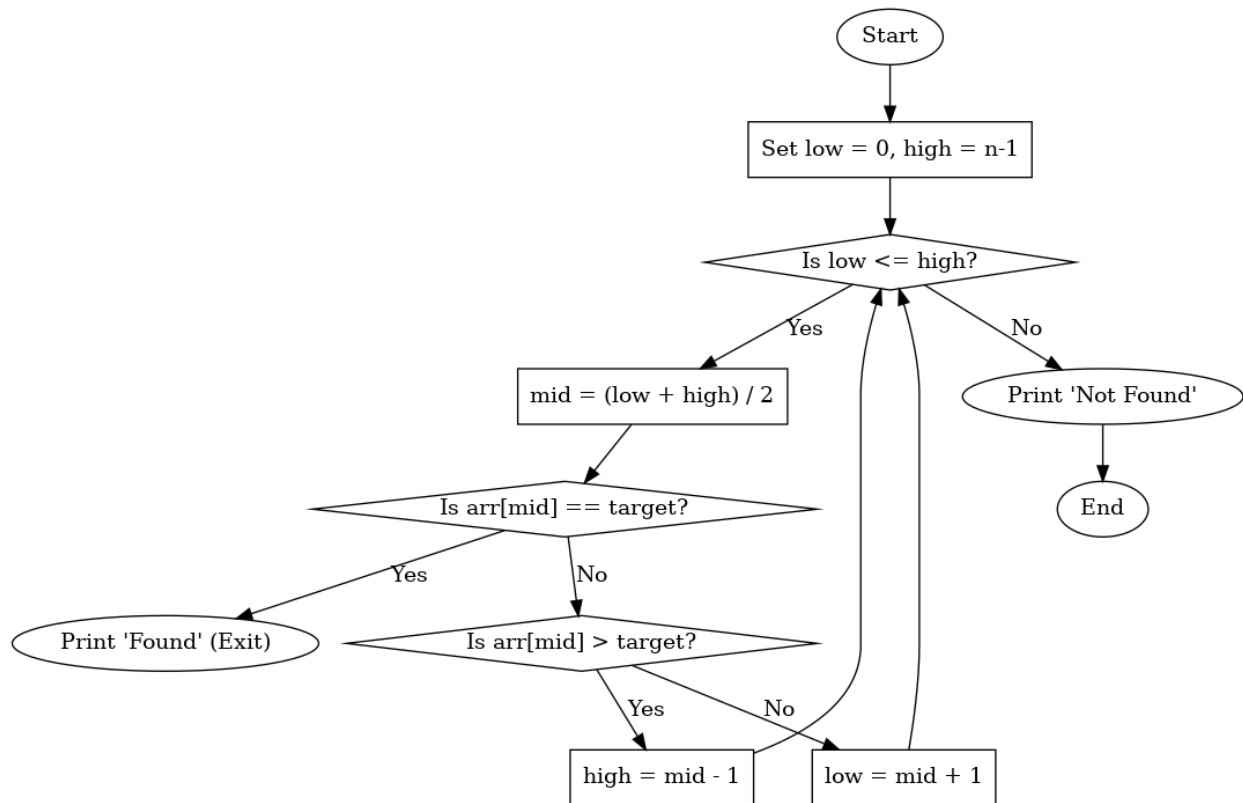 Start
Set low = 0, high = n-1
Is low <= high?
Yes
No
mid = (low + high) / 2
Print 'Not Found'
Is arr[mid] == target?
End
Yes
No
Print 'Found' (Exit)
Is arr[mid] > target?
Yes
No
high = mid - 1
low = mid + 1